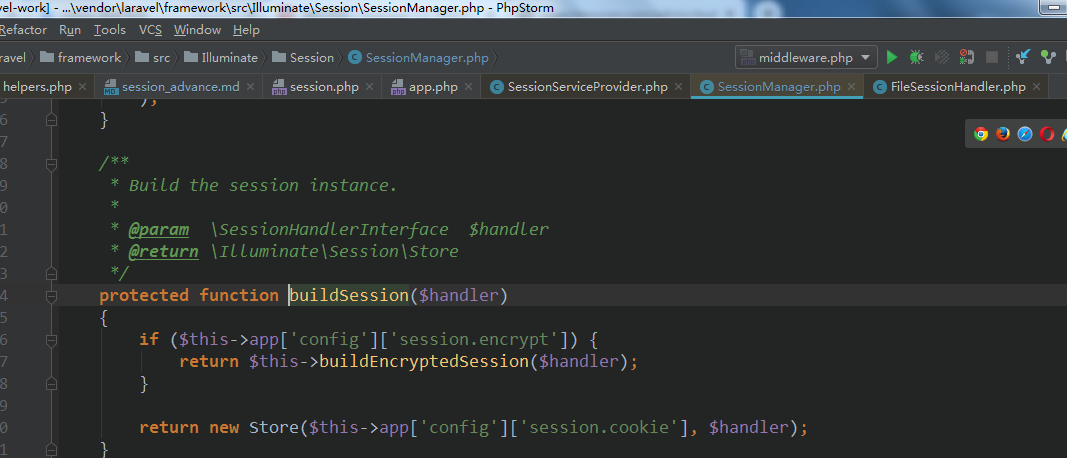 vel-work] - ...\vendor\laravel\framework\src\Illuminate\Session\SessionManager.php - PhpStorm
Refactor Run Tools VCS Window Help
ravel framework src Illuminate Session SessionManager.php middleware.php
helpers.php session_advance.md session.php app.php SessionServiceProvider.php SessionManager.php FileSessionHandler.php
);
6 }
7
8 /**
9 * Build the session instance.
0 *
1 * @param \SessionHandlerInterface $handler
2 * @return \Illuminate\Session\Store
3 */
4 protected function buildSession($handler)
5 {
6 if ($this->app['config']['session.encrypt']) {
7 return $this->buildEncryptedSession($handler);
8 }
9
0 return new Store($this->app['config']['session.cookie'], $handler);
1 }